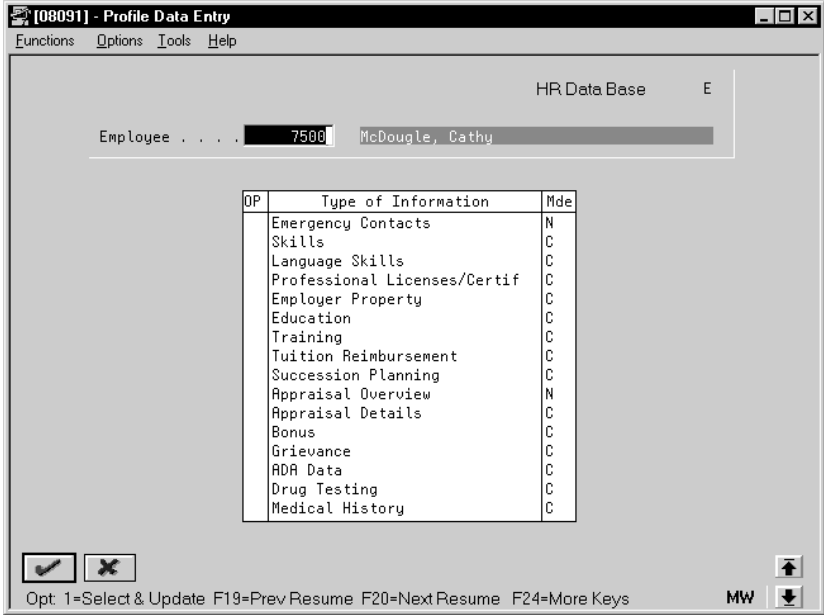 [08091] - Profile Data Entry
Functions Options Tools Help
HR Data Base E
Employee . . . . 7500 McDougle, Cathy
OP Type of Information Mde
Emergency Contacts N
Skills C
Language Skills C
Professional Licenses/Certif C
Employer Property C
Education C
Training C
Tuition Reimbursement C
Succession Planning C
Appraisal Overview N
Appraisal Details C
Bonus C
Grievance C
ADA Data C
Drug Testing C
Medical History C
Opt: 1=Select & Update F19=Prev Resume F20=Next Resume F24=More Keys MW